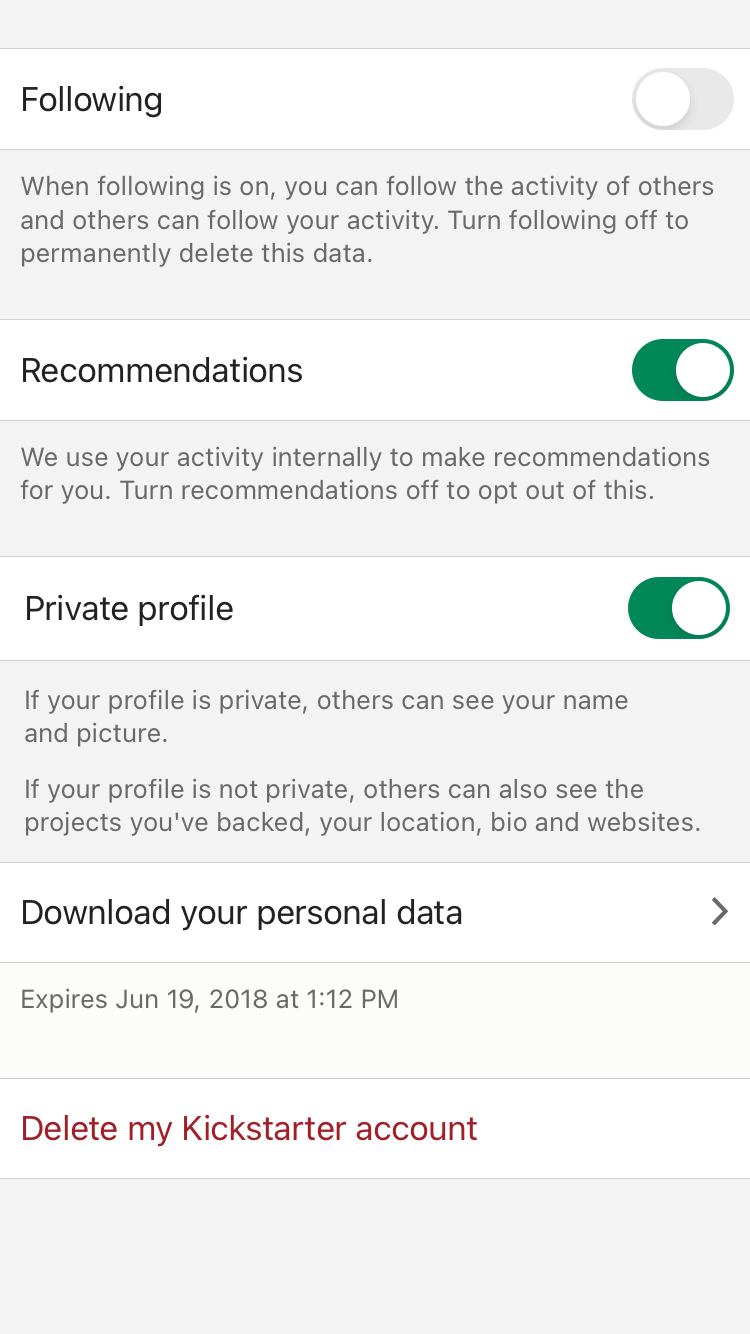 Following
When following is on, you can follow the activity of others
and others can follow your activity. Turn following off to
permanently delete this data.
Recommendations
We use your activity internally to make recommendations
for you. Turn recommendations off to opt out of this.
Private profile
If your profile is private, others can see your name
and picture.
If your profile is not private, others can also see the
projects you've backed, your location, bio and websites.
Download your personal data
Expires Jun 19, 2018 at 1:12 PM
Delete my Kickstarter account